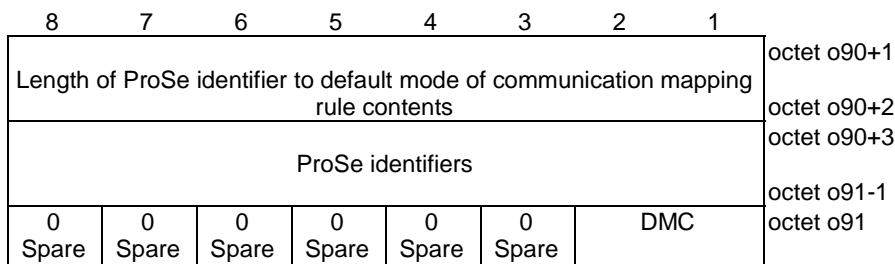 8 7 6 5 4 3 2 1
octet o90+1
Length of ProSe identifier to default mode of communication mapping
rule contents
octet o90+2
octet o90+3
ProSe identifiers
octet o91-1
0 0 0 0 0 0 DMC octet o91
Spare Spare Spare Spare Spare Spare